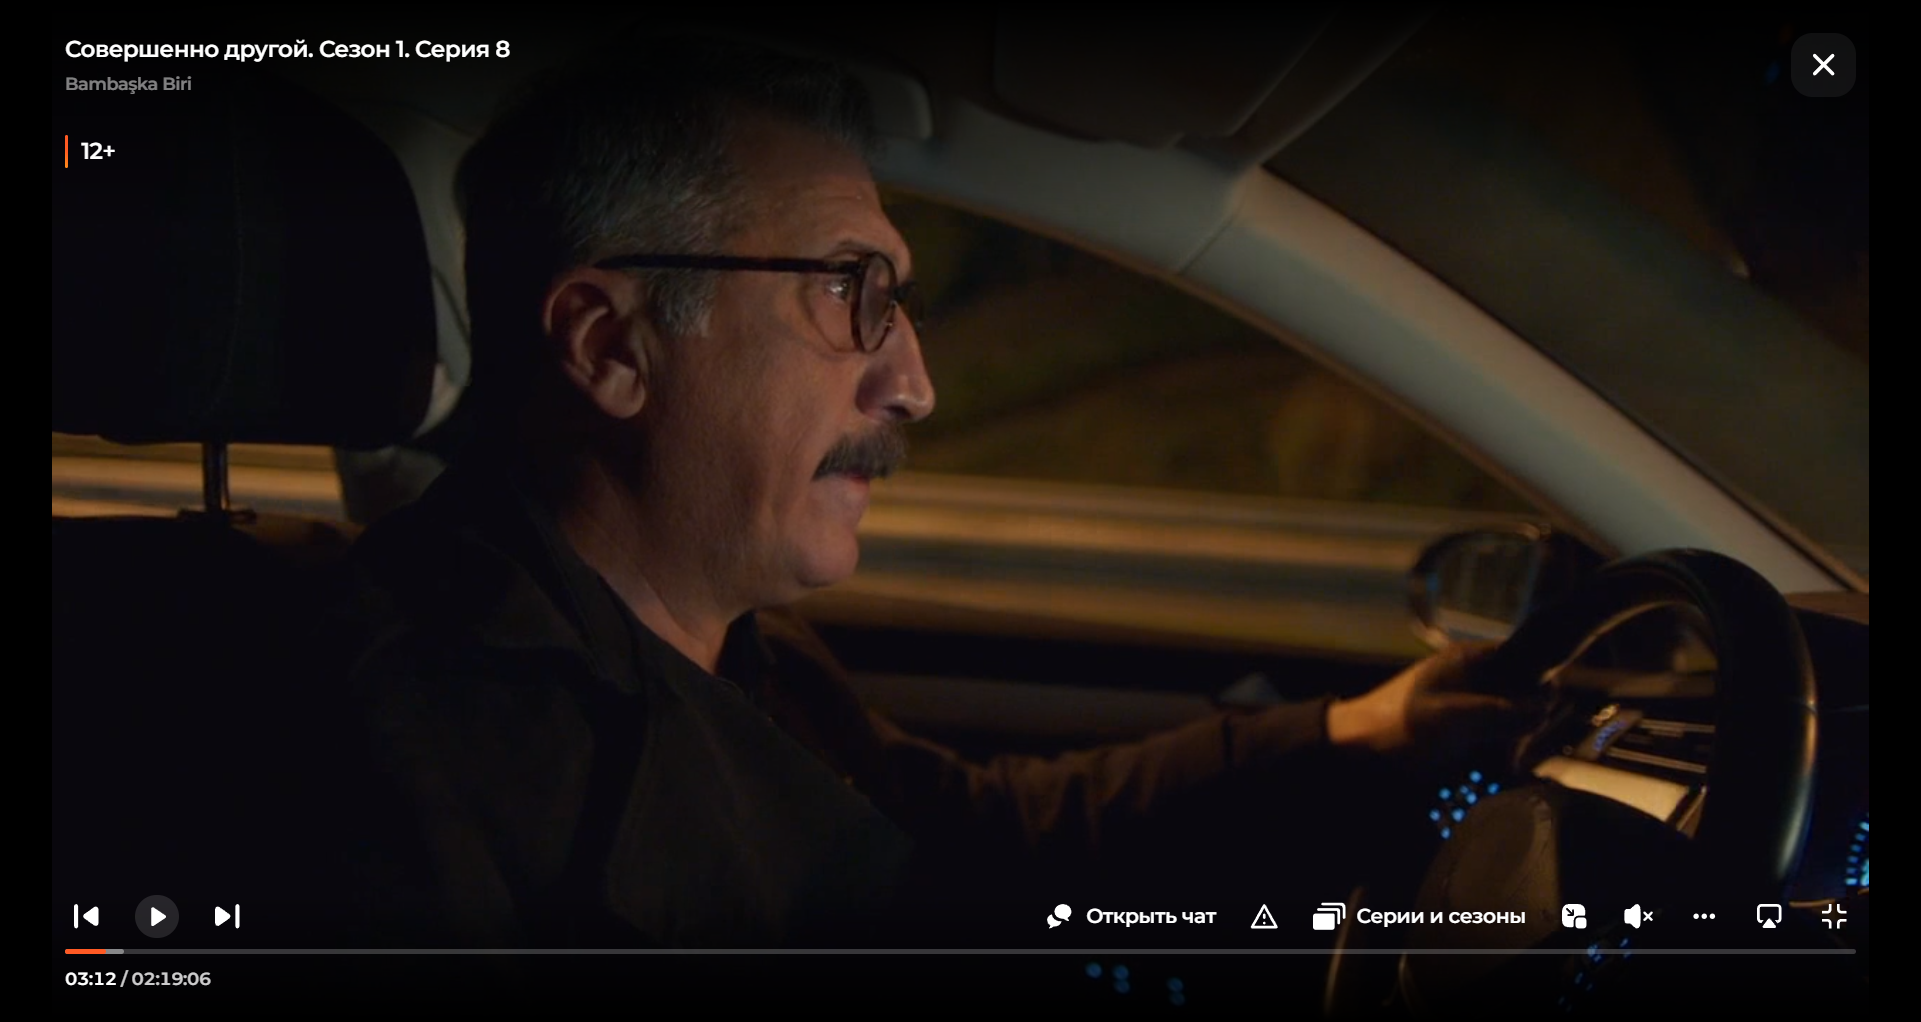 Совершенно другой. Сезон 1. Серия 8
Bambaşka Biri
12+
Открыть чат
Серии и сезоны
03:12 / 02:19:06